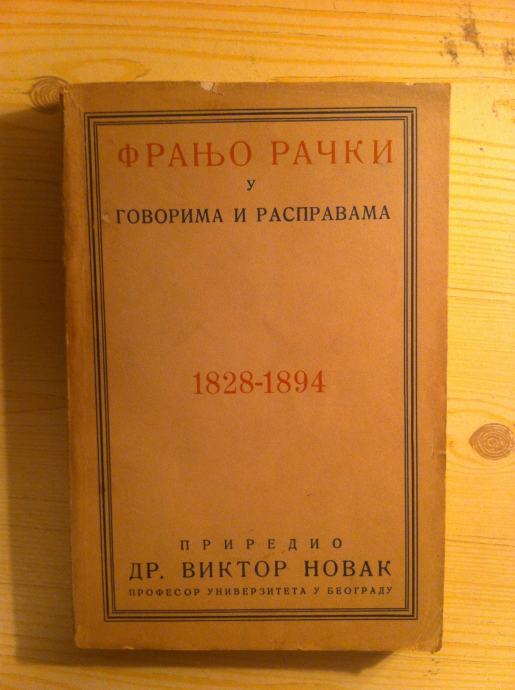 ФРАЊО РАЧКИ
У
ГОВОРИМА И РАСПРАВАМА
1828-1894
ПРИРЕДИО
ДР. ВИКТОР НОВАК
ПРОФЕСОР УНИВЕРЗИТЕТА У БЕОГРАДУ